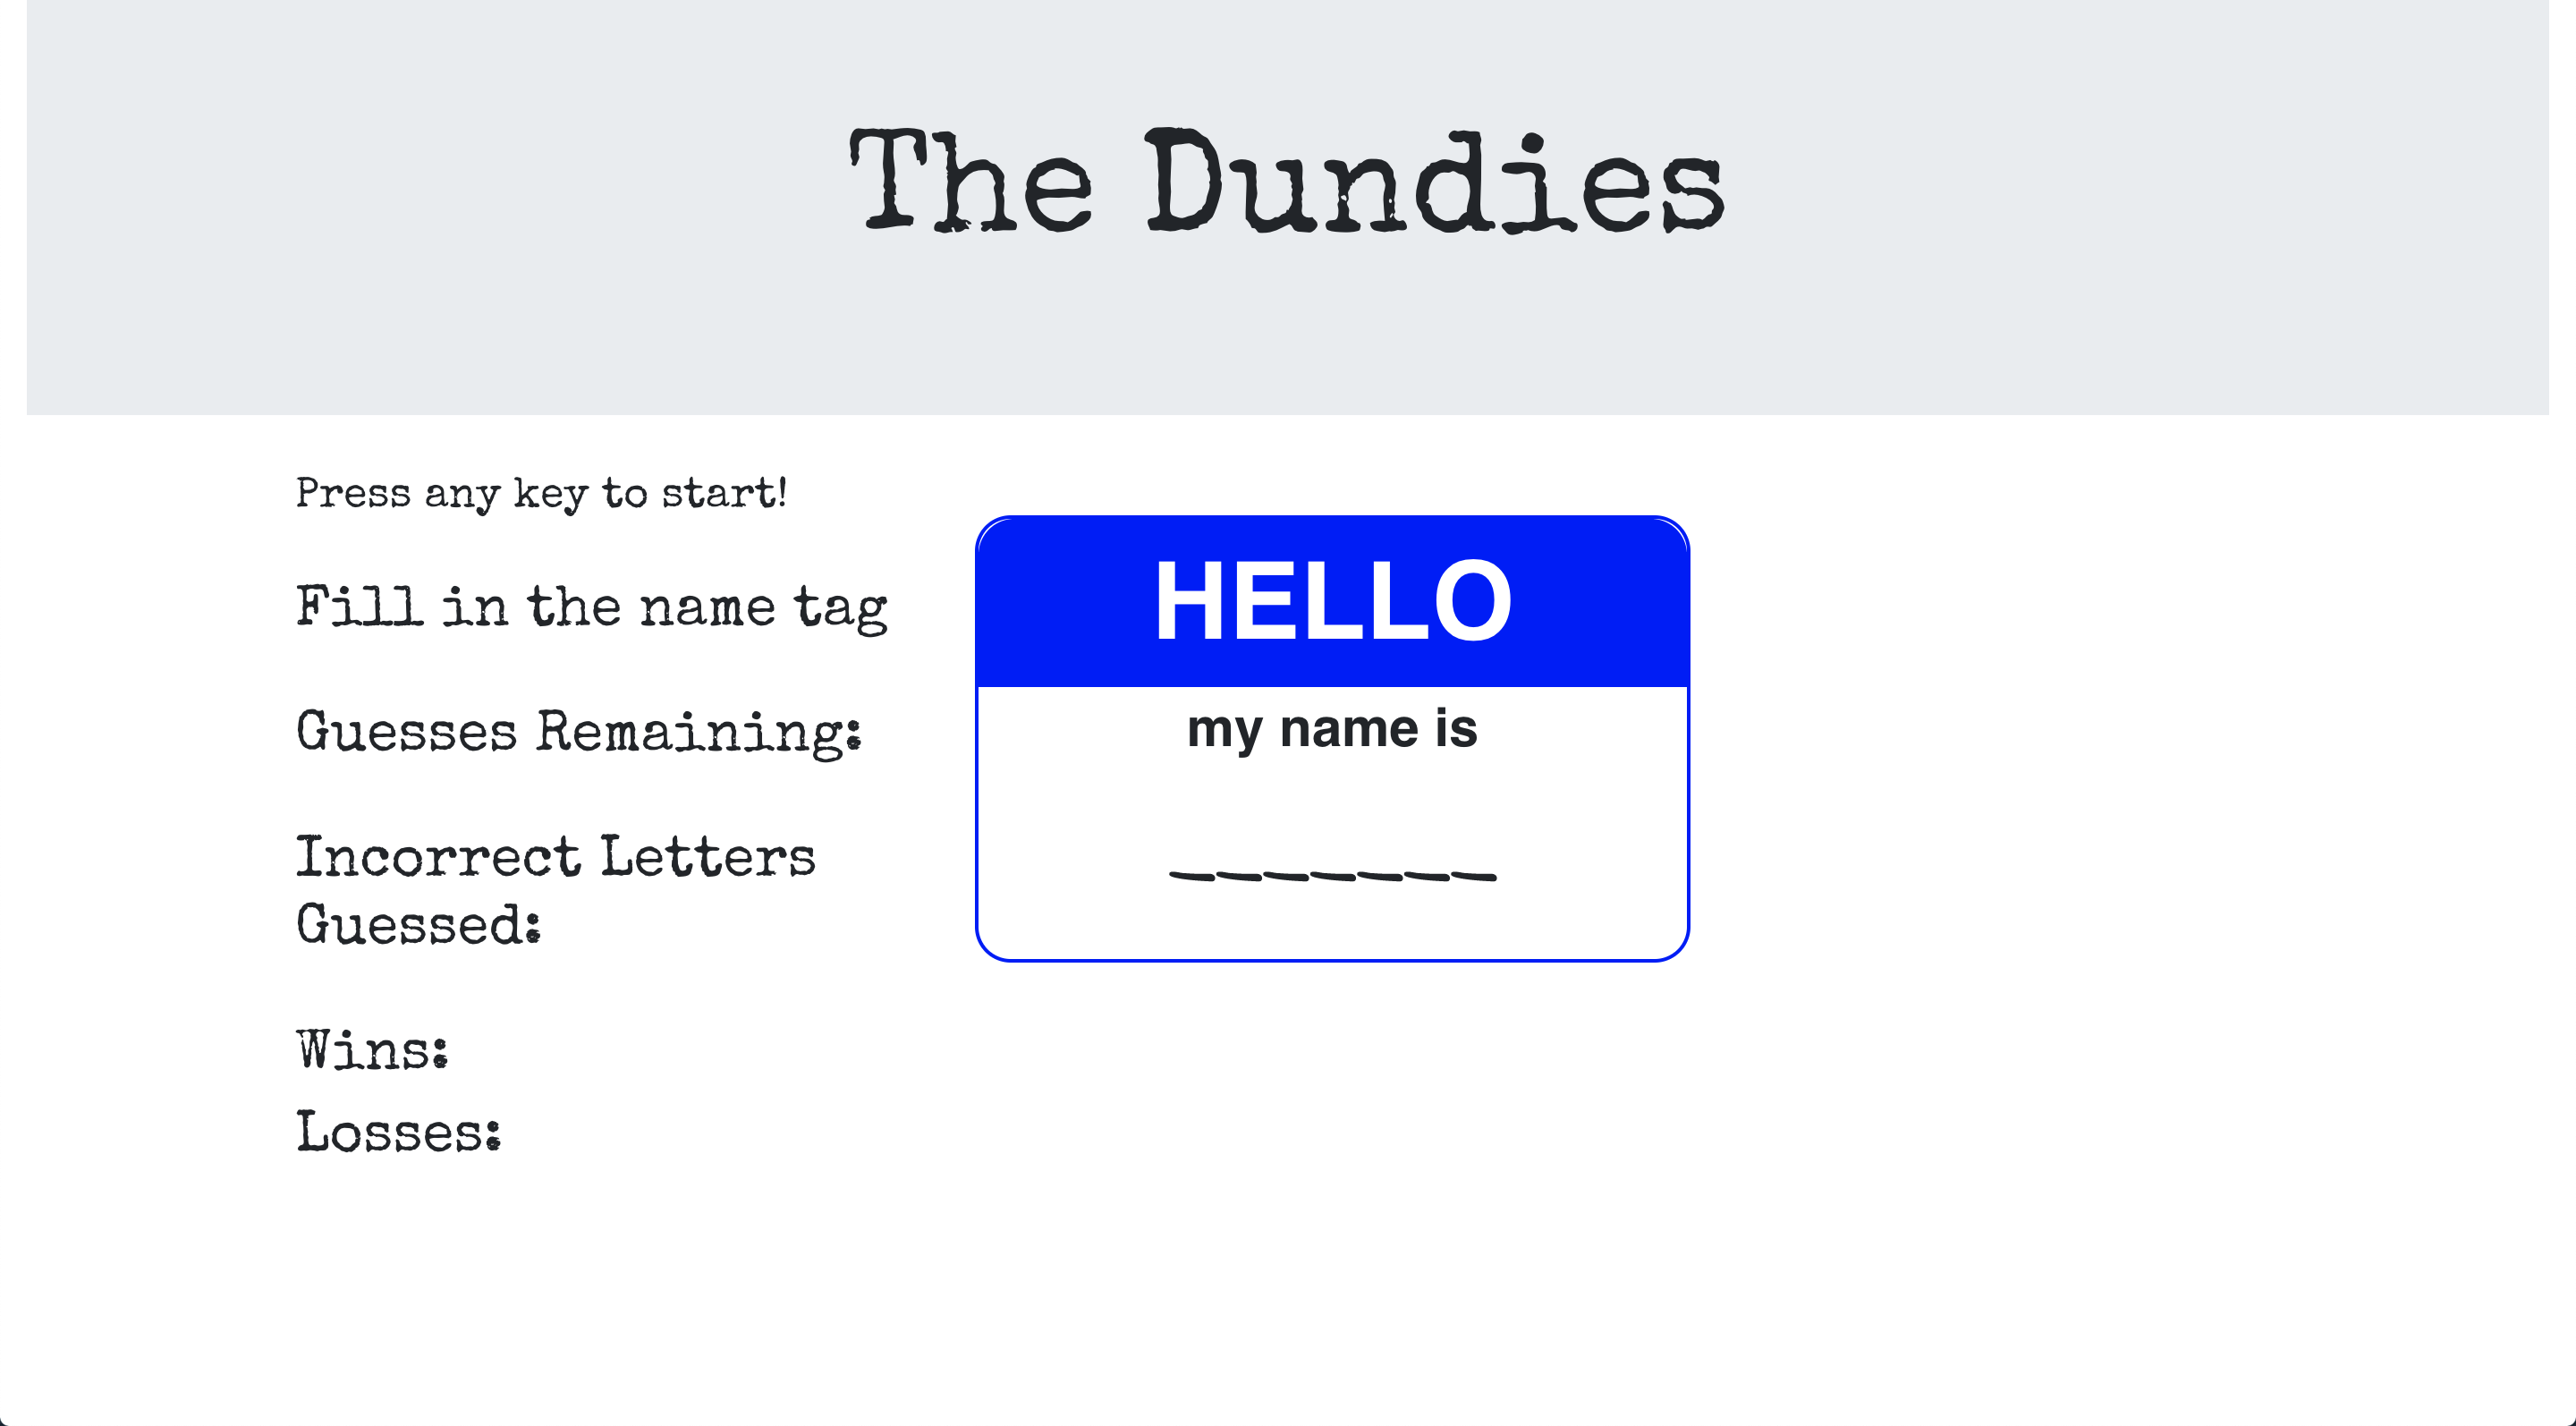 The Dundies
Press any key to start!
Fill in the name tag
Guesses Remaining:
Incorrect Letters
Guessed:
Wins:
Losses:
HELLO
my name is
_______